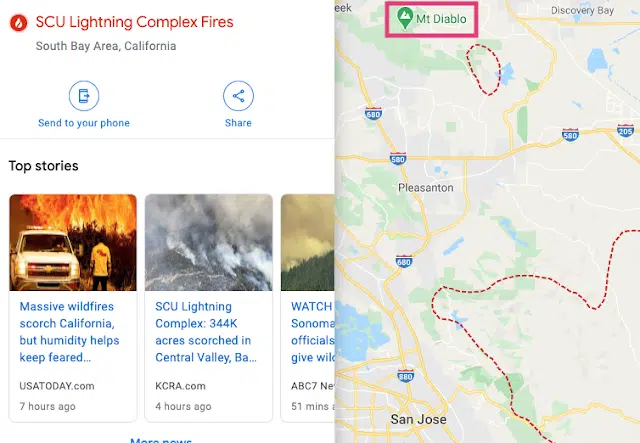 SCU Lightning Complex Fires
South Bay Area, California
Send to your phone
Share
Top stories
Massive wildfires
scorch California,
but humidity helps
keep feared...
USATODAY.com
7 hours ago
SCU Lightning
Complex: 344K
acres scorched in
Central Valley, Ba...
KCRA.com
4 hours ago
WATCH
Sonoma
officials
give wild
ABC7 New
51 mins a
More news
eek
Mt Diablo
Discovery Bay
680
580
580
205
Pleasanton
680
880
San Jose